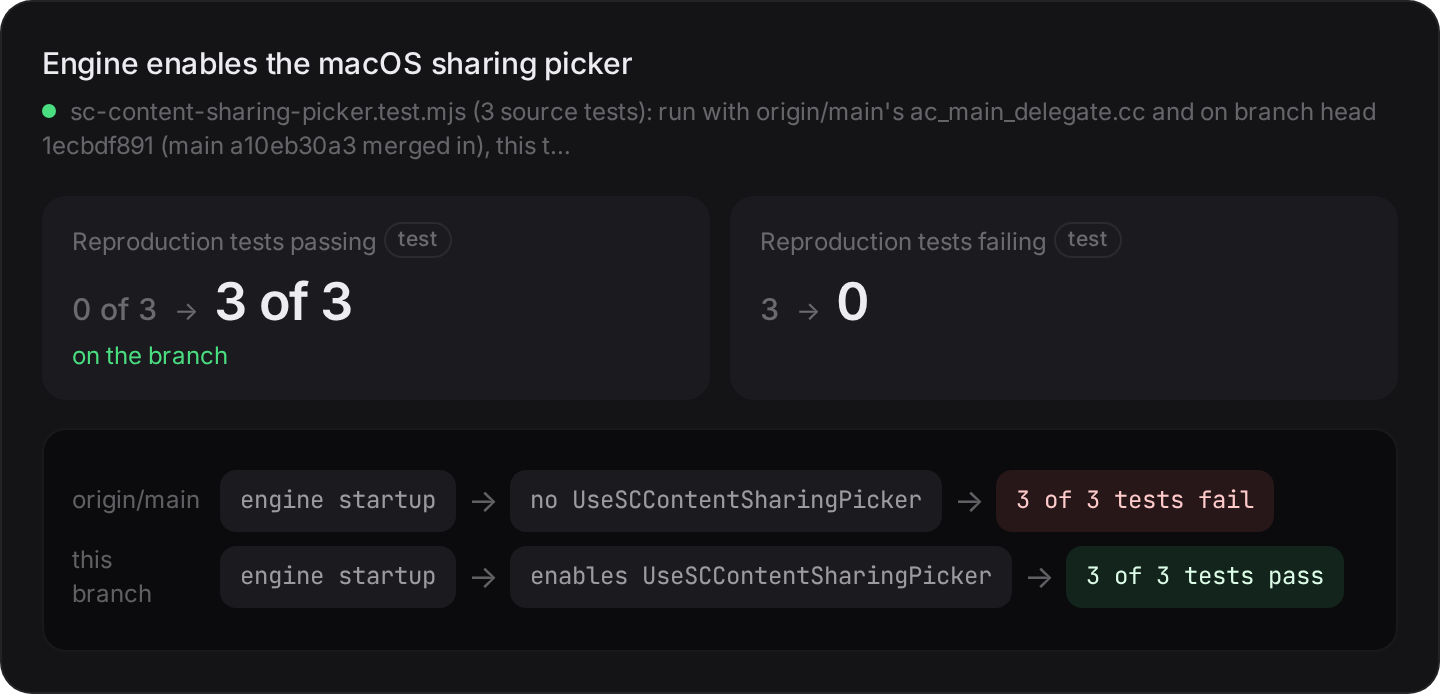 Engine enables the macOS sharing picker
sc-content-sharing-picker.test.mjs (3 source tests): run with origin/main's ac_main_delegate.cc and on branch head
1ecbdf891 (main a10eb30a3 merged in), this t...
Reproduction tests passing test
0 of 3 → 3 of 3
on the branch
Reproduction tests failing test
3 → 0
origin/main engine startup → no UseSCContentSharingPicker → 3 of 3 tests fail
this
branch
engine startup → enables UseSCContentSharingPicker → 3 of 3 tests pass